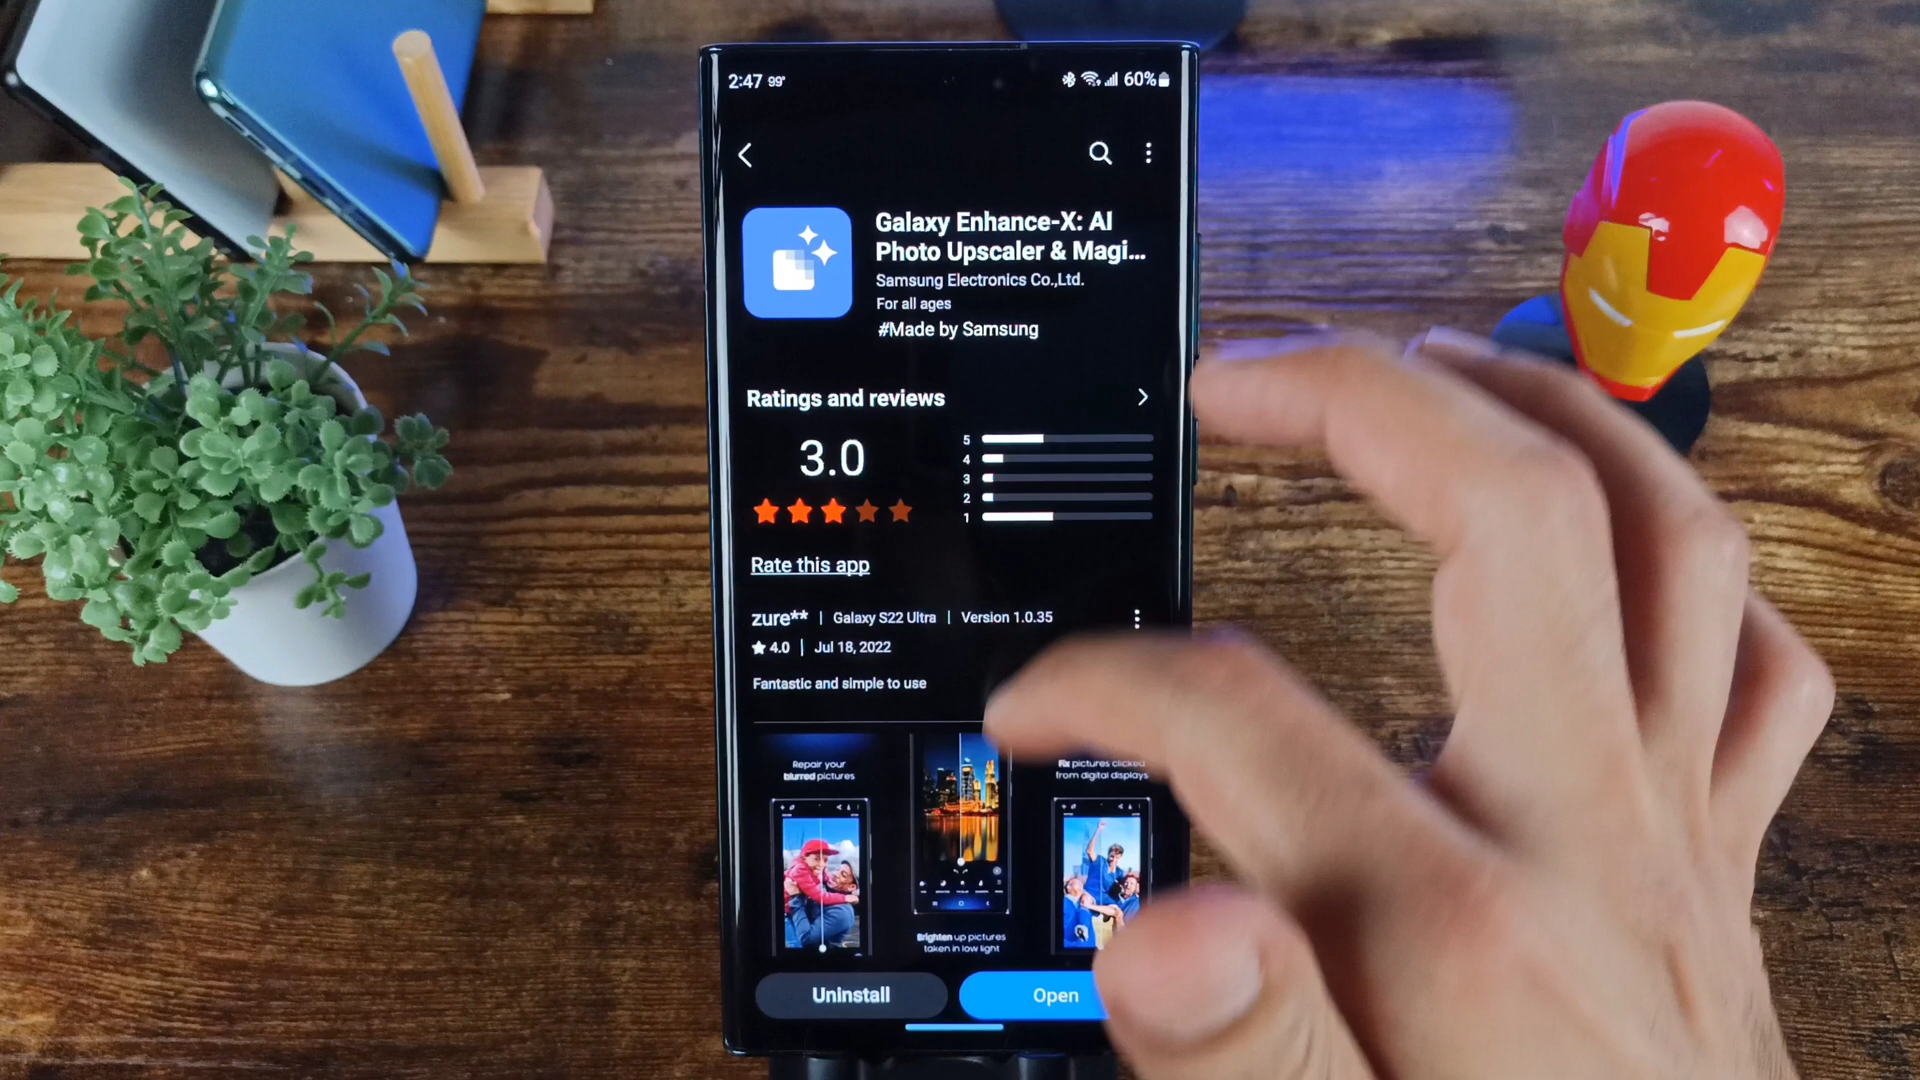 2:47 99°
60%
Galaxy Enhance-X: AI
Photo Upscaler & Magi...
Samsung Electronics Co.,Ltd.
For all ages
#Made by Samsung
Ratings and reviews
3.0
5
4
3
2
1
Rate this app
zure** | Galaxy S22 Ultra | Version 1.0.35
4.0 | Jul 18, 2022
Fantastic and simple to use
Repair your
blurred pictures
Brighten up pictures
taken in low light
Fix pictures clicked
from digital displays
Uninstall
Open